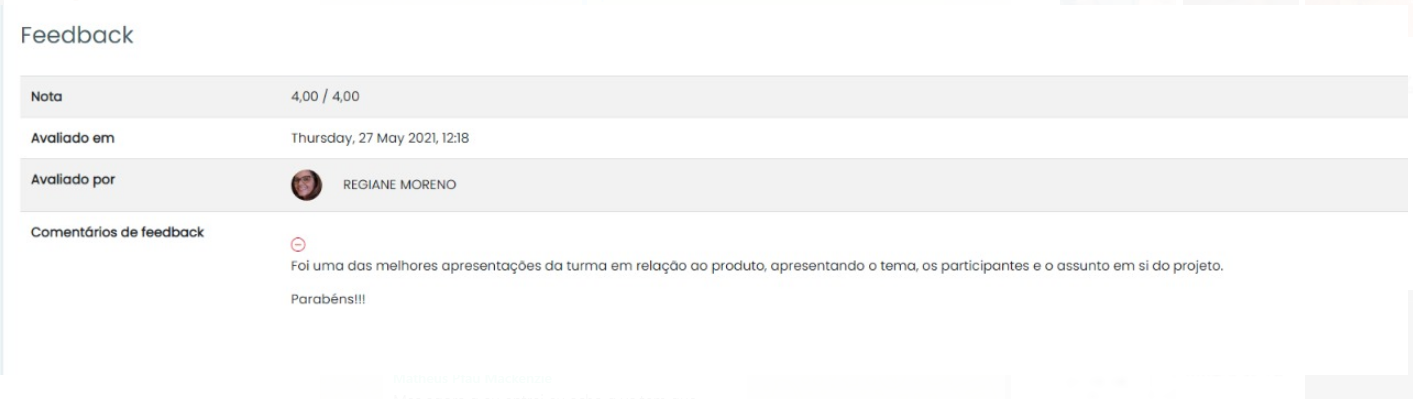 Feedback
Nota 4,00 / 4,00
Avaliado em Thursday, 27 May 2021, 12:18
Avaliado por REGIANE MORENO
Comentários de feedback
Foi uma das melhores apresentações da turma em relação ao produto, apresentando o tema, os participantes e o assunto em si do projeto.
Parabéns!!!